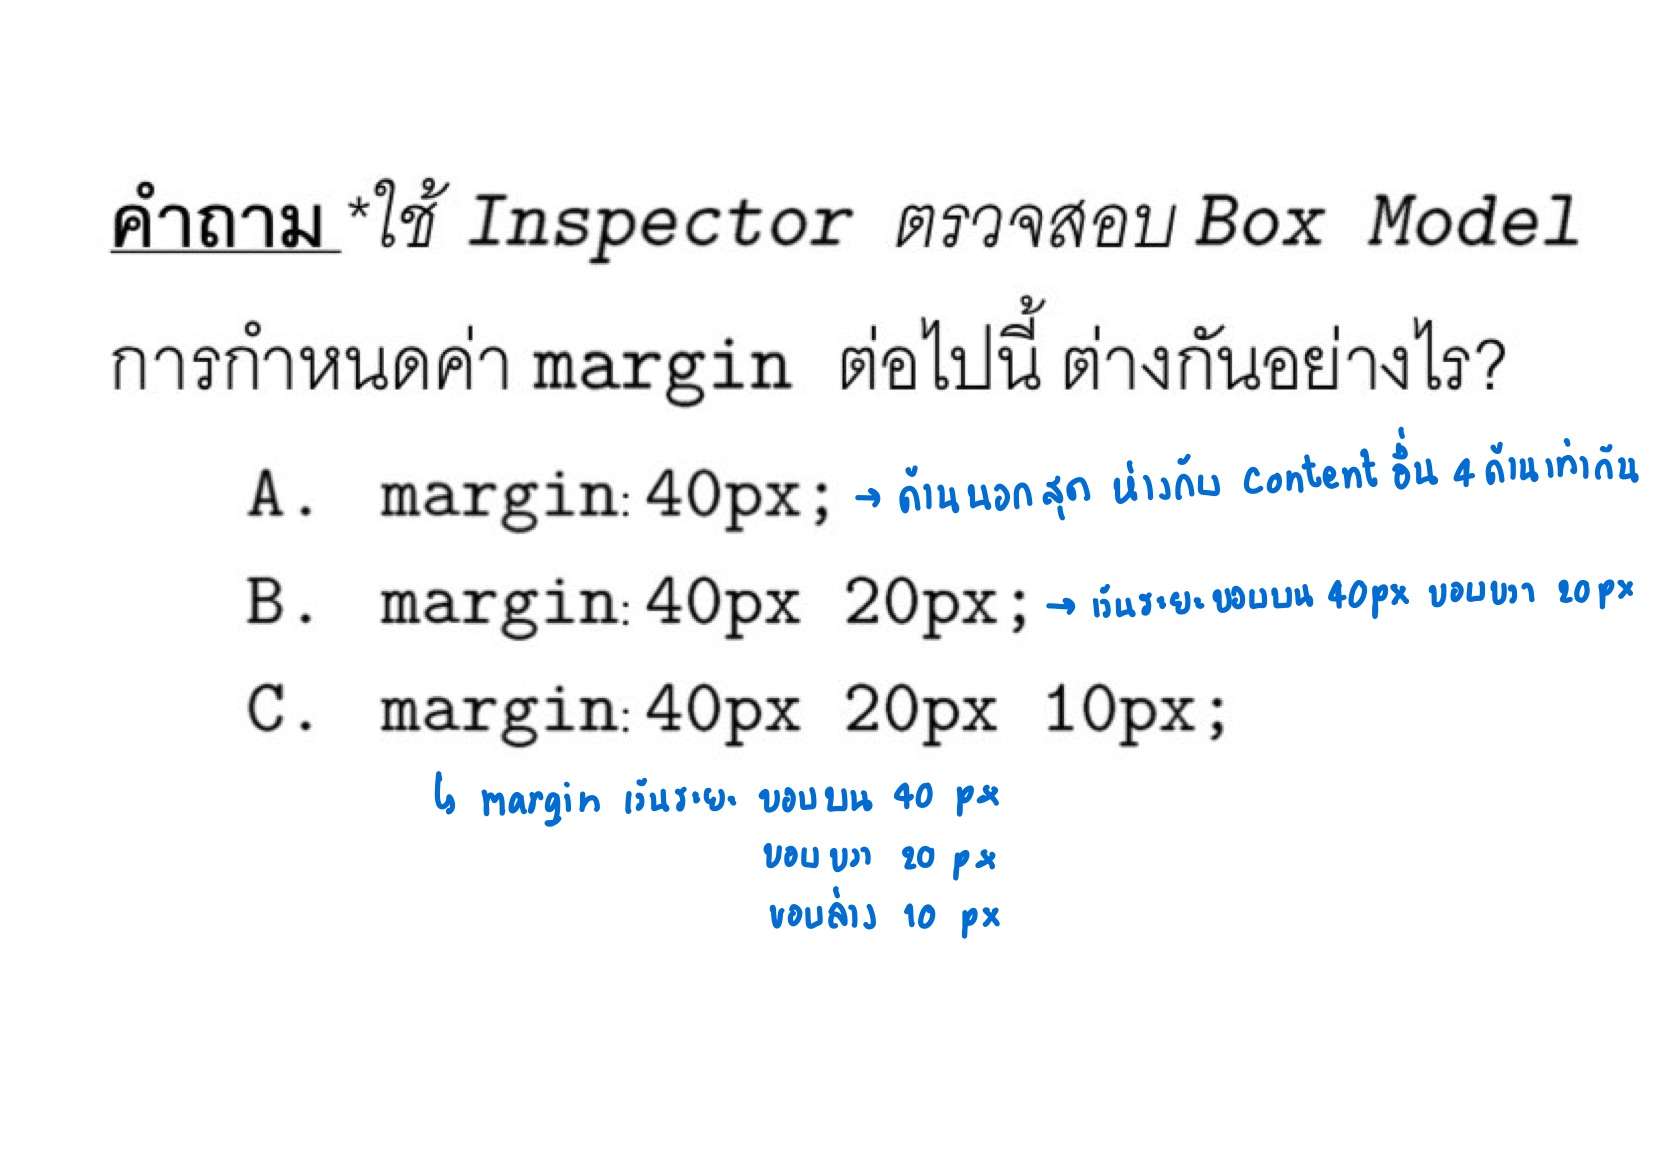 คำถาม *ใช้ Inspector ตรวจสอบ Box Model
การกำหนดค่า margin ต่อไปนี้ ต่างกันอย่างไร?
A. margin: 40px; → ด้านนอกสุด ห่างกับ Content อื่น 4 ด้านเท่ากัน
B. margin: 40px 20px; → เว้นระยะขอบบน 40px ขอบขวา 20px
C. margin: 40px 20px 10px;
↳ margin เว้นระยะ ขอบบน 40 px
ขอบขวา 20 px
ขอบล่าง 10 px